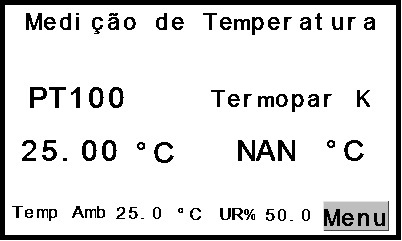 Medição de Temperatura
PT100 Termopar K
25.00 °C NAN °C
Temp Amb 25.0 °C UR% 50.0 Menu